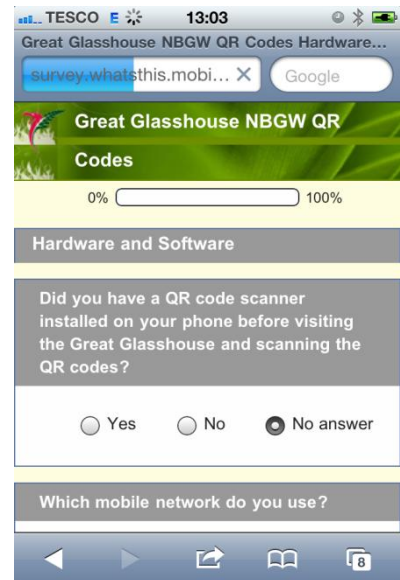 TESCO E 13:03
Great Glasshouse NBGW QR Codes Hardware...
survey.whatsthis.mobi... Google
Great Glasshouse NBGW QR
Codes
0% 100%
Hardware and Software
Did you have a QR code scanner
installed on your phone before visiting
the Great Glasshouse and scanning the
QR codes?
Yes No No answer
Which mobile network do you use?
8